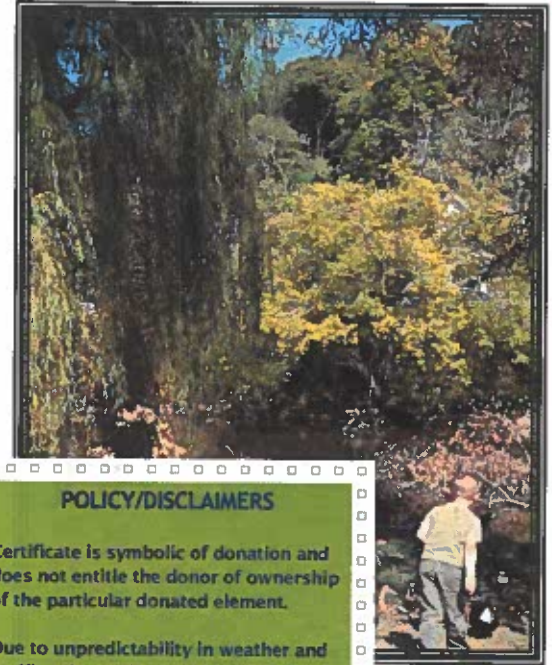 POLICY/DISCLAIMERS
Certificate is symbolic of donation and
does not entitle the donor of ownership
of the particular donated element.
Due to unpredictability in weather and